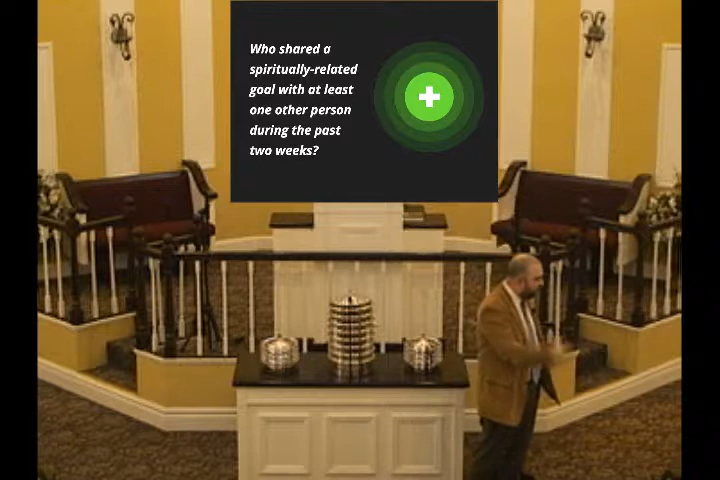 Who shared a
spiritually-related
goal with at least
one other person
during the past
two weeks?